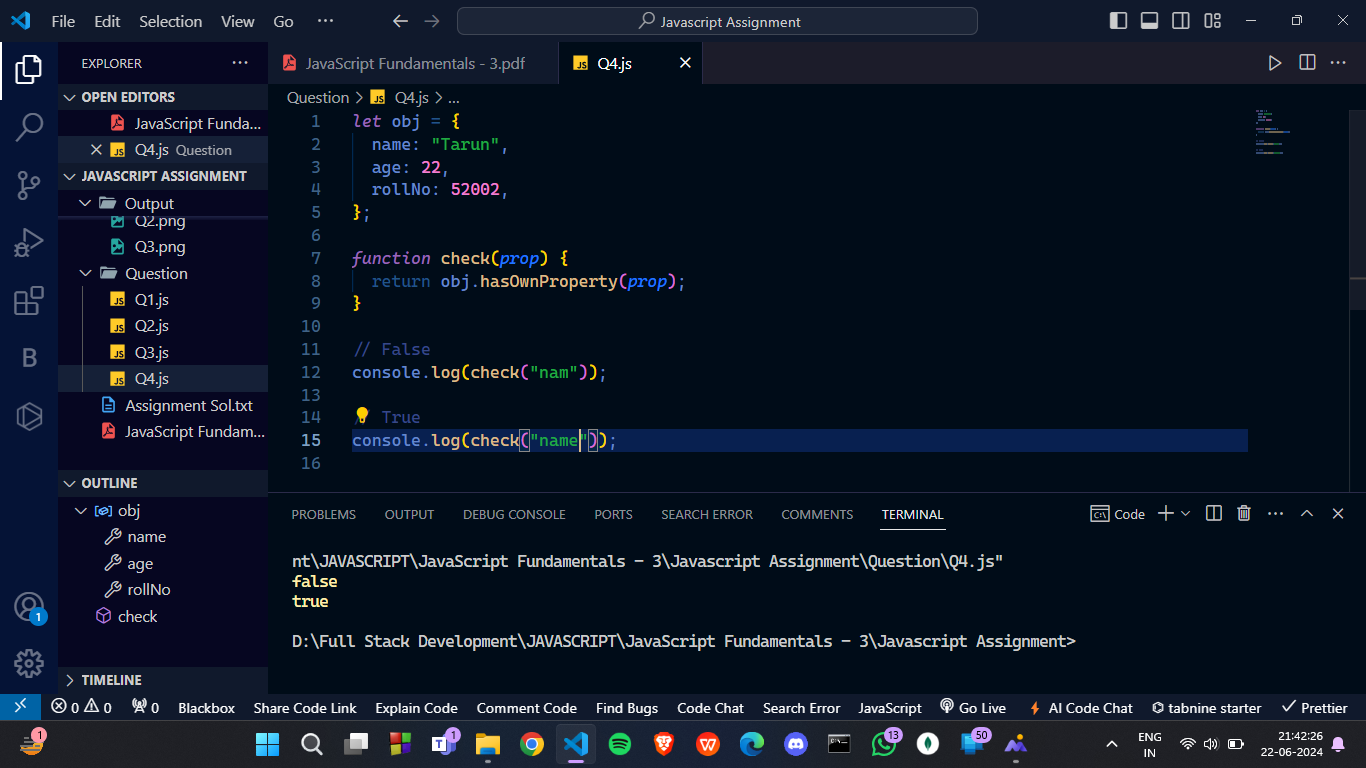 File Edit Selection View Go ··· Javascript Assignment
EXPLORER ···
OPEN EDITORS
JavaScript Funda...
Q4.js Question
JAVASCRIPT ASSIGNMENT
Output
Q2.png
Q3.png
Question
Q1.js
Q2.js
Q3.js
Q4.js
Assignment Sol.txt
JavaScript Fundam...
OUTLINE
obj
name
age
rollNo
check
TIMELINE
JavaScript Fundamentals - 3.pdf Q4.js
Question > Q4.js > ...
1 let obj = {
2 name: "Tarun",
3 age: 22,
4 rollNo: 52002,
5 };
6
7 function check(prop) {
8 return obj.hasOwnProperty(prop);
9 }
10
11 // False
12 console.log(check("nam"));
13
14 True
15 console.log(check("name"));
16
PROBLEMS OUTPUT DEBUG CONSOLE PORTS SEARCH ERROR COMMENTS TERMINAL Code
nt\JAVASCRIPT\JavaScript Fundamentals - 3\Javascript Assignment\Question\Q4.js"
false
true
D:\Full Stack Development\JAVASCRIPT\JavaScript Fundamentals - 3\Javascript Assignment>
0 0 0 Blackbox Share Code Link Explain Code Comment Code Find Bugs Code Chat Search Error JavaScript Go Live AI Code Chat tabnine starter Prettier
1 1 13 50 ENG 21:42:26
IN 22-06-2024